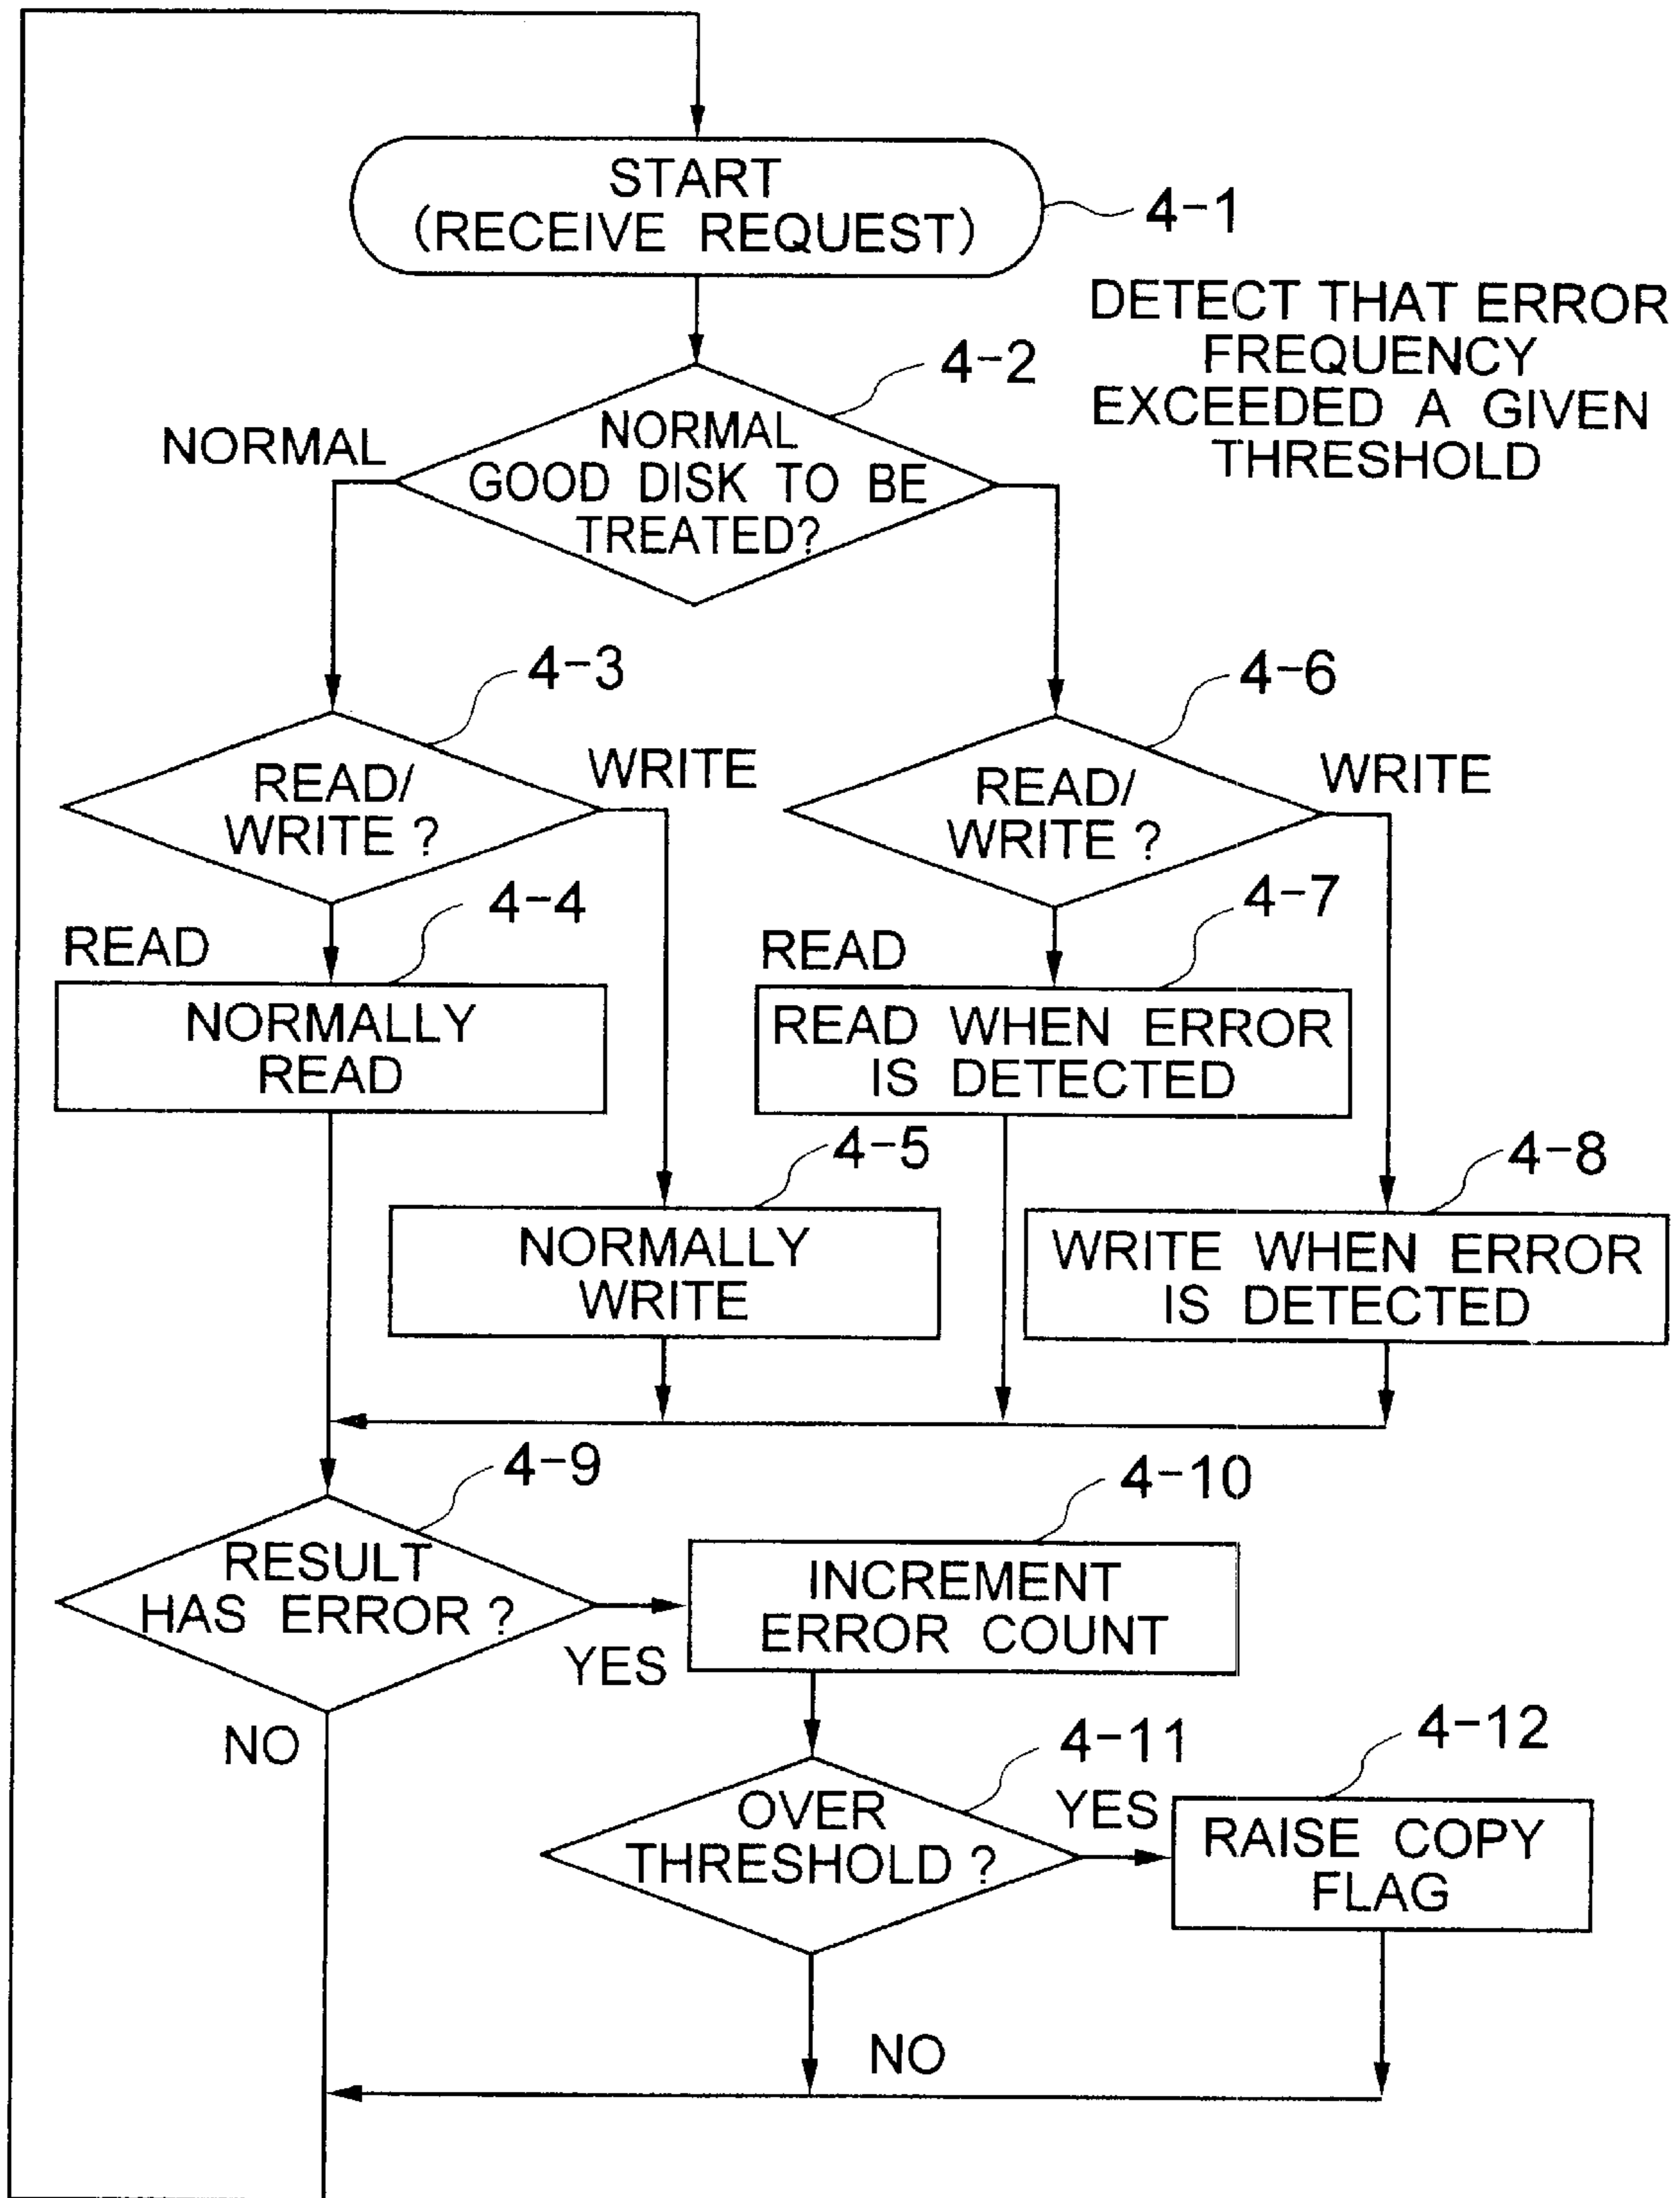 START
(RECEIVE REQUEST)
4-1
DETECT THAT ERROR
FREQUENCY
EXCEEDED A GIVEN
THRESHOLD
4-2
NORMAL
NORMAL
GOOD DISK TO BE
TREATED?
4-3
4-6
READ/
WRITE ?
WRITE
READ/
WRITE ?
WRITE
4-4
4-7
READ
READ
NORMALLY
READ
READ WHEN ERROR
IS DETECTED
4-5
4-8
NORMALLY
WRITE
WRITE WHEN ERROR
IS DETECTED
4-9
4-10
RESULT
HAS ERROR ?
YES
INCREMENT
ERROR COUNT
NO
4-11
4-12
OVER
THRESHOLD ?
YES
RAISE COPY
FLAG
NO